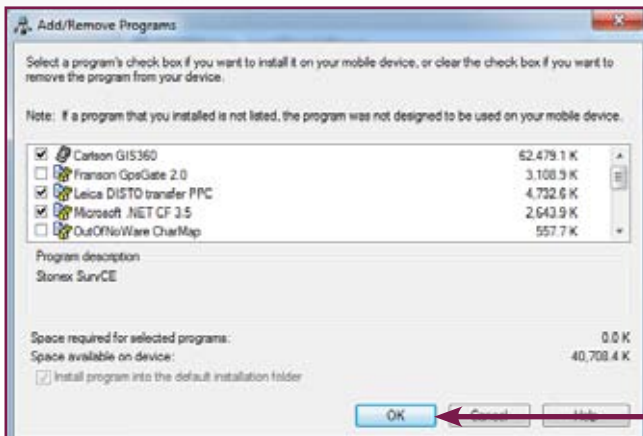 Add/Remove Programs
Select a program's check box if you want to install it on your mobile device, or clear the check box if you want to
remove the program from your device.
Note: If a program that you installed is not listed, the program was not designed to be used on your mobile device.
Carlson GIS360 62,479.1 K
Franson GpsGate 2.0 3,108.9 K
Leica DISTO transfer PPC 4,732.6 K
Microsoft .NET CF 3.5 2,643.9 K
OutOfNoWare CharMap 557.7 K
Program description
Stonex SurvCE
Space required for selected programs: 0.0 K
Space available on device: 40,708.4 K
Install program into the default installation folder
OK Cancel Help